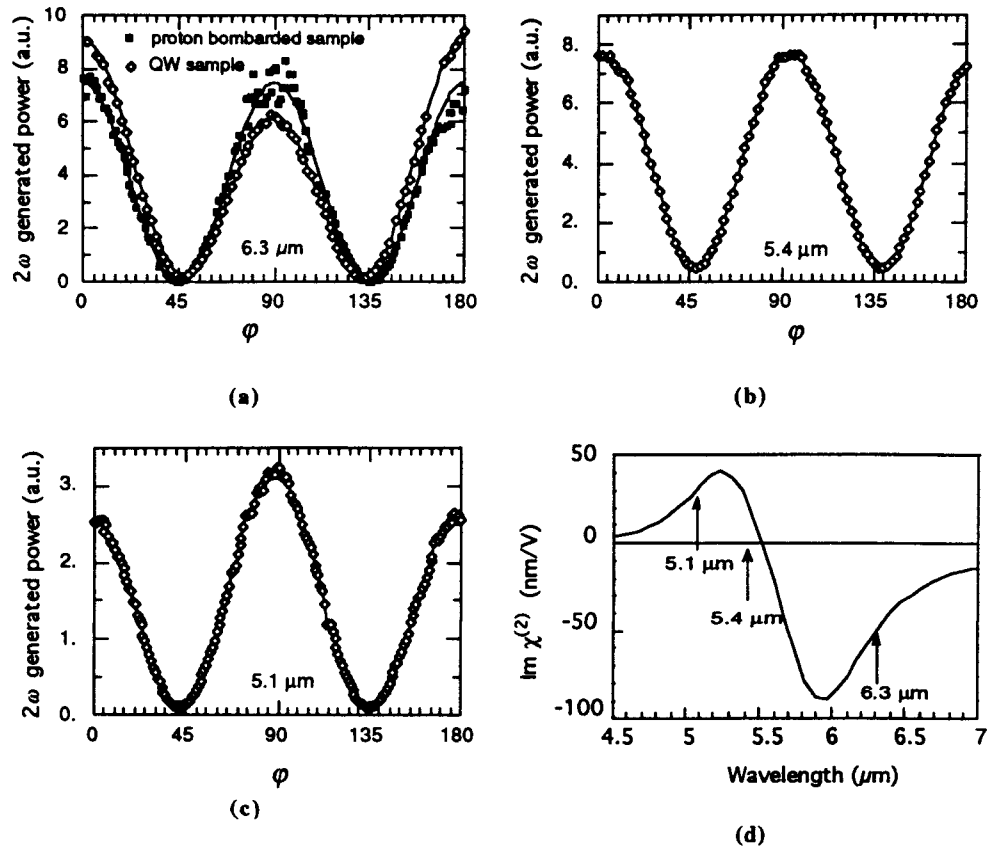 2ω generated power (a.u.)
10
8
6
4
2
0
■ proton bombarded sample
◇ QW sample
6.3 µm
0 45 90 135 180
φ
(a)
2ω generated power (a.u.)
8.
6.
4.
2.
0.
5.4 µm
0 45 90 135 180
φ
(b)
2ω generated power (a.u.)
3.
2.
1.
0.
5.1 µm
0 45 90 135 180
φ
(c)
Im χ(2) (nm/V)
50
0
-50
-100
5.1 µm
5.4 µm
6.3 µm
4.5 5 5.5 6 6.5 7
Wavelength (µm)
(d)